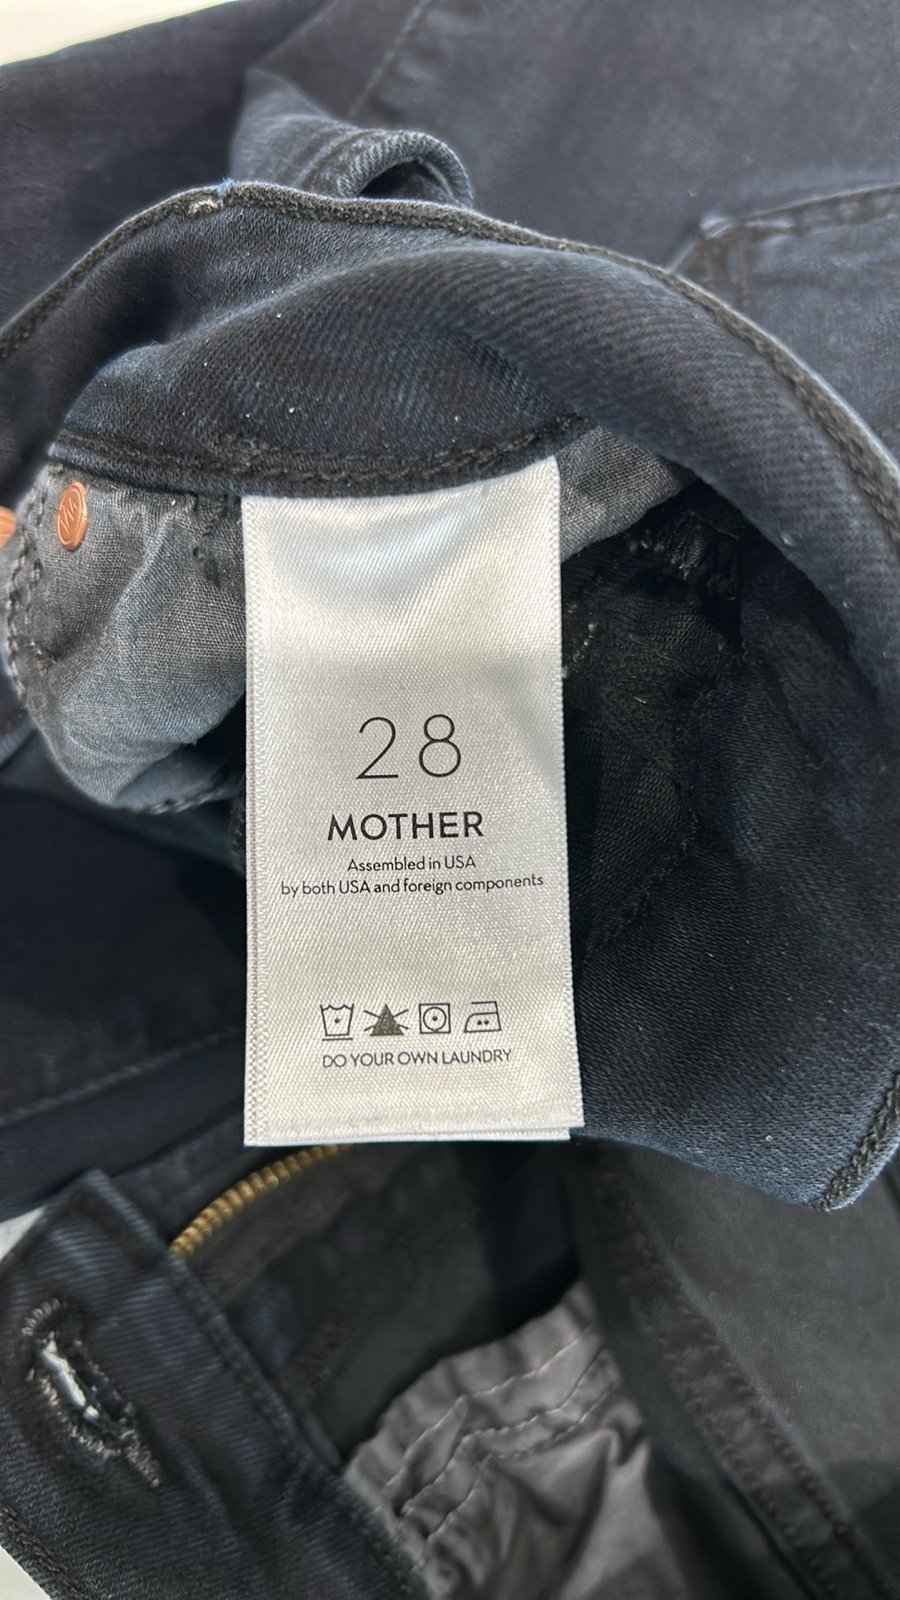 28
MOTHER
Assembled in USA
by both USA and foreign components
DO YOUR OWN LAUNDRY